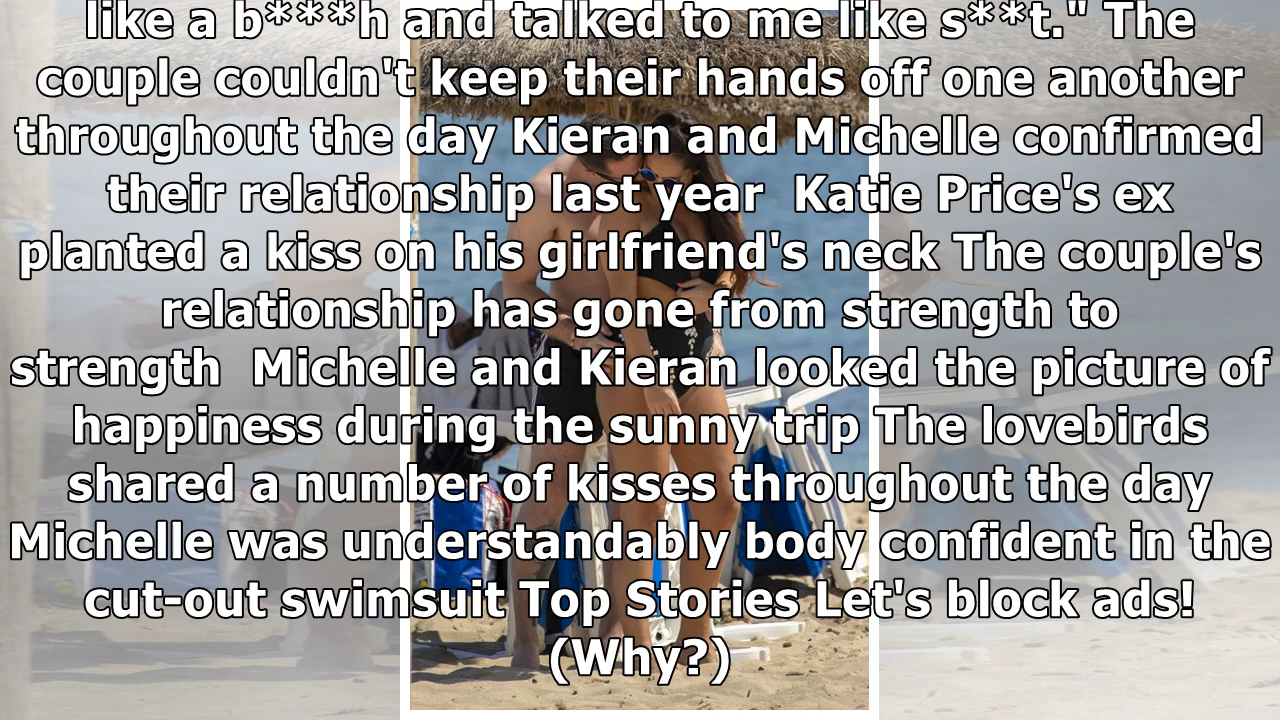 like a b***h and talked to me like s**t." The
couple couldn't keep their hands off one another
throughout the day Kieran and Michelle confirmed
their relationship last year  Katie Price's ex
planted a kiss on his girlfriend's neck The couple's
relationship has gone from strength to
strength  Michelle and Kieran looked the picture of
happiness during the sunny trip The lovebirds
shared a number of kisses throughout the day
Michelle was understandably body confident in the
cut-out swimsuit Top Stories Let's block ads!
(Why?)